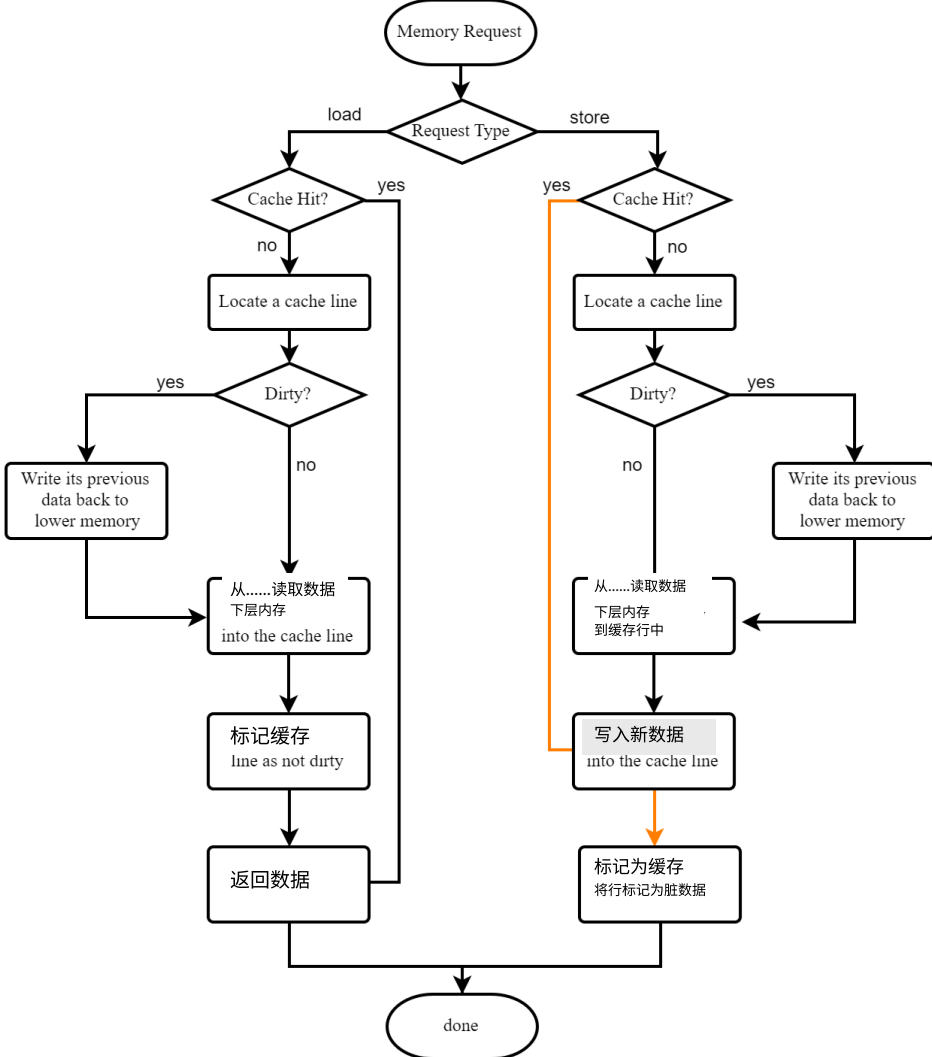 Memory Request
Request Type
load
store
Cache Hit?
yes
no
Locate a cache line
Dirty?
yes
no
Write its previous
data back to
lower memory
从......读取数据
下层内存
into the cache line
标记缓存
line as not dirty
返回数据
yes
Cache Hit?
no
Locate a cache line
Dirty?
yes
no
Write its previous
data back to
lower memory
从......读取数据
下层内存
到缓存行中
写入新数据
into the cache line
标记为缓存
将行标记为脏数据
done